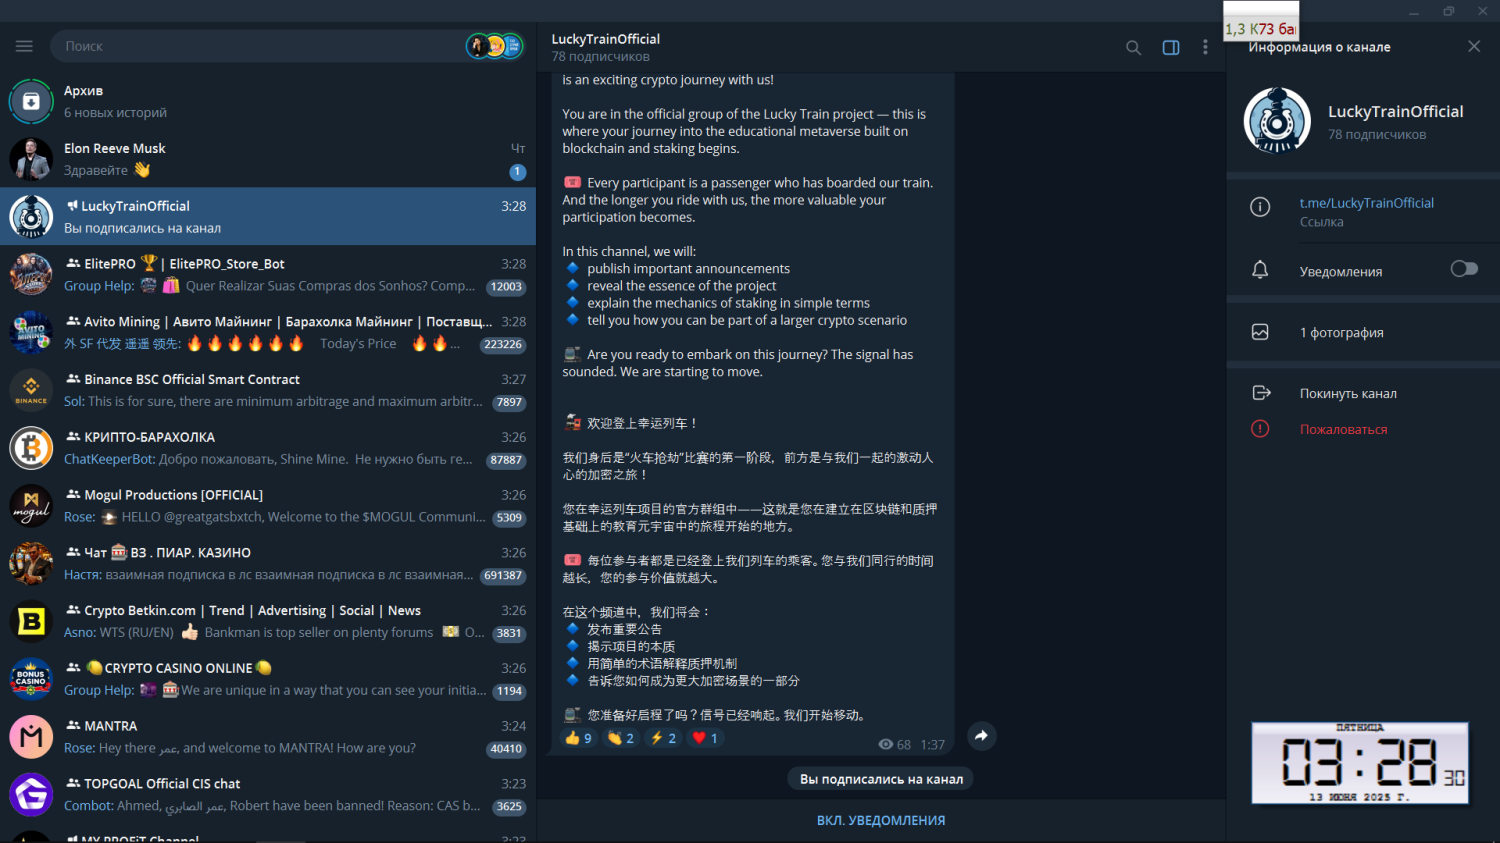 Поиск
Архив
6 новых историй
Elon Reeve Musk
Чт
Здравейте 👋
1
LuckyTrainOfficial
3:28
Вы подписались на канал
ElitePRO 🏆 | ElitePRO_Store_Bot
3:28
Group Help: 🛍 Quer Realizar Suas Compras dos Sonhos? Comp...
12003
Avito Mining | Авито Майнинг | Барахолка Майнинг | Поставщ...
3:28
外 SF 代发 遥遥 领先: 🔥🔥🔥🔥🔥🔥 Today's Price 🔥🔥...
223226
Binance BSC Official Smart Contract
3:27
Sol: This is for sure, there are minimum arbitrage and maximum arbitr...
7897
BINANCE
КРИПТО-БАРАХОЛКА
3:26
ChatKeeperBot: Добро пожаловать, Shine Mine. Не нужно быть ге...
87887
Mogul Productions [OFFICIAL]
3:26
Rose: HELLO @greatgatsbxtch, Welcome to the $MOGUL Communi...
5309
mogul
Чат 🎰 ВЗ . ПИАР. КАЗИНО
3:26
Настя: взаимная подписка в лс взаимная подписка в лс взаимная...
691387
Crypto Betkin.com | Trend | Advertising | Social | News
3:26
Asno: WTS (RU/EN) 👍🏻 Bankman is top seller on plenty forums 💵 O...
3831
B
🍋CRYPTO CASINO ONLINE🍋
3:26
Group Help: 🎰We are unique in a way that you can see your initia...
1194
BONUS
CASINO
MANTRA
3:24
Rose: Hey there عمر, and welcome to MANTRA! How are you?
40410
TOPGOAL Official CIS chat
3:23
Combot: Ahmed, عمر الصابري, Robert have been banned! Reason: CAS b...
3625
MY PROFiT Channel
3:23
LuckyTrainOfficial
78 подписчиков
is an exciting crypto journey with us!
You are in the official group of the Lucky Train project — this is
where your journey into the educational metaverse built on
blockchain and staking begins.
🎟 Every participant is a passenger who has boarded our train.
And the longer you ride with us, the more valuable your
participation becomes.
In this channel, we will:
🔹 publish important announcements
🔹 reveal the essence of the project
🔹 explain the mechanics of staking in simple terms
🔹 tell you how you can be part of a larger crypto scenario
🚊 Are you ready to embark on this journey? The signal has
sounded. We are starting to move.
🚂 欢迎登上幸运列车！
我们身后是“火车抢劫”比赛的第一阶段，前方是与我们一起的激动人
心的加密之旅！
您在幸运列车项目的官方群组中——这就是您在建立在区块链和质押
基础上的教育元宇宙中的旅程开始的地方。
🎟 每位参与者都是已经登上我们列车的乘客。您与我们同行的时间
越长，您的参与价值就越大。
在这个频道中，我们将会：
🔹 发布重要公告
🔹 揭示项目的本质
🔹 用简单的术语解释质押机制
🔹 告诉您如何成为更大加密场景的一部分
🚊 您准备好启程了吗？信号已经响起。我们开始移动。
👍 9 👏 2 ⚡ 2 ❤ 1
68 1:37
Вы подписались на канал
ВКЛ. УВЕДОМЛЕНИЯ
1,3 K73 ба
Информация о канале
LuckyTrainOfficial
78 подписчиков
t.me/LuckyTrainOfficial
Ссылка
Уведомления
1 фотография
Покинуть канал
Пожаловаться
ПЯТНИЦА
03:28 30
13 ИЮНЯ 2025 Г.